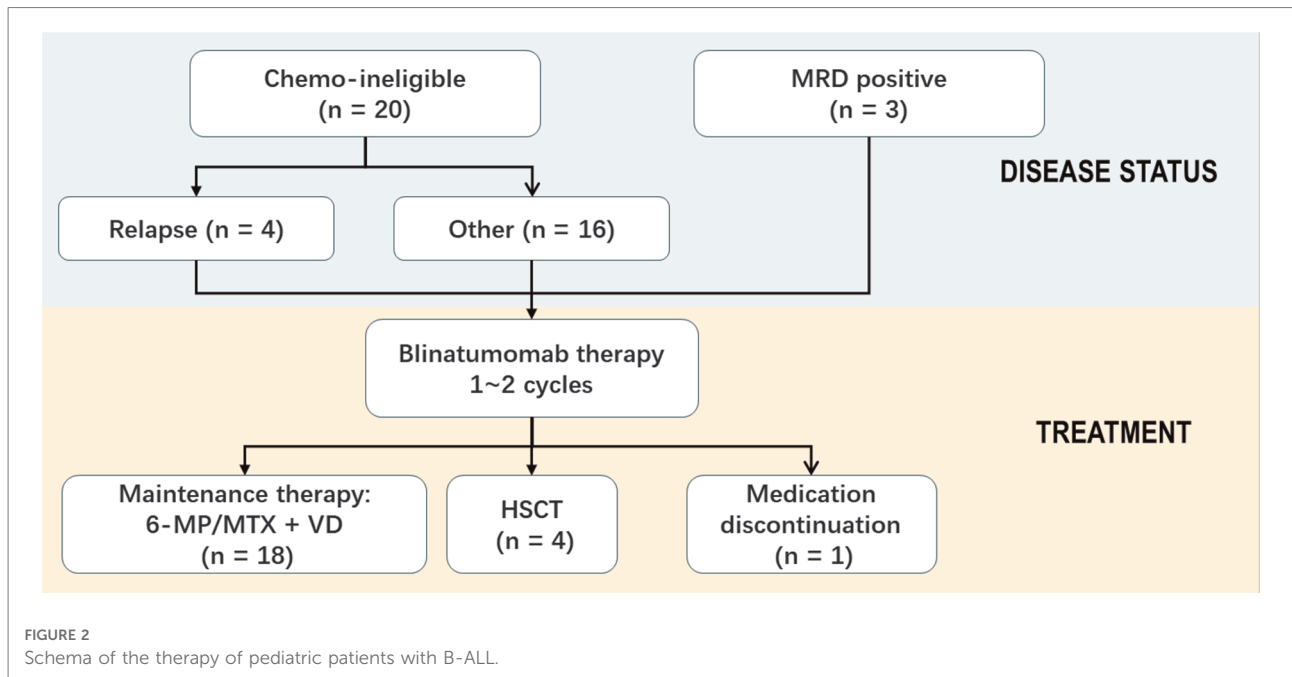 Chemo-ineligible
(n = 20)
MRD positive
(n = 3)
DISEASE STATUS
Relapse (n = 4)
Other (n = 16)
Blinatumomab therapy
1~2 cycles
TREATMENT
Maintenance therapy:
6-MP/MTX + VD
(n = 18)
HSCT
(n = 4)
Medication
discontinuation
(n = 1)
FIGURE 2
Schema of the therapy of pediatric patients with B-ALL.